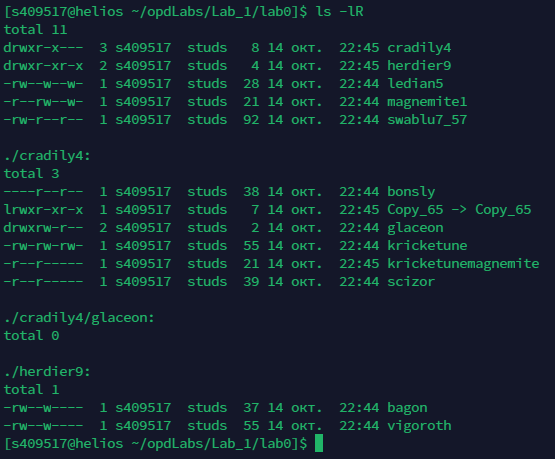 [s409517@helios ~/opdLabs/Lab_1/lab0]$ ls -lR
total 11
drwxr-x---  3 s409517  studs   8 14 окт.  22:45 cradily4
drwxr-xr-x  2 s409517  studs   4 14 окт.  22:45 herdier9
-rw--w--w-  1 s409517  studs  28 14 окт.  22:44 ledian5
-r--rw--w-  1 s409517  studs  21 14 окт.  22:44 magnemite1
-rw-r--r--  1 s409517  studs  92 14 окт.  22:44 swablu7_57

./cradily4:
total 3
----r--r--  1 s409517  studs  38 14 окт.  22:44 bonsly
lrwxr-xr-x  1 s409517  studs   7 14 окт.  22:45 Copy_65 -> Copy_65
drwxrw-r--  2 s409517  studs   2 14 окт.  22:44 glaceon
-rw-rw-rw-  1 s409517  studs  55 14 окт.  22:44 kricketune
-r--r-----  1 s409517  studs  21 14 окт.  22:45 kricketunemagnemite
-r--r-----  1 s409517  studs  39 14 окт.  22:44 scizor

./cradily4/glaceon:
total 0

./herdier9:
total 1
-rw--w----  1 s409517  studs  37 14 окт.  22:44 bagon
-rw--w----  1 s409517  studs  55 14 окт.  22:44 vigoroth
[s409517@helios ~/opdLabs/Lab_1/lab0]$